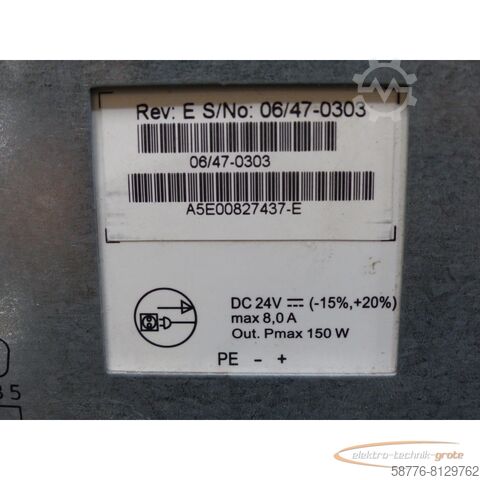 Rev: E S/No: 06/47-0303
06/47-0303
A5E00827437-E
DC 24V ⎓ (-15%,+20%)
max 8,0 A
Out. Pmax 150 W
PE - +
35
elektro-technik-grote
58776-8129762